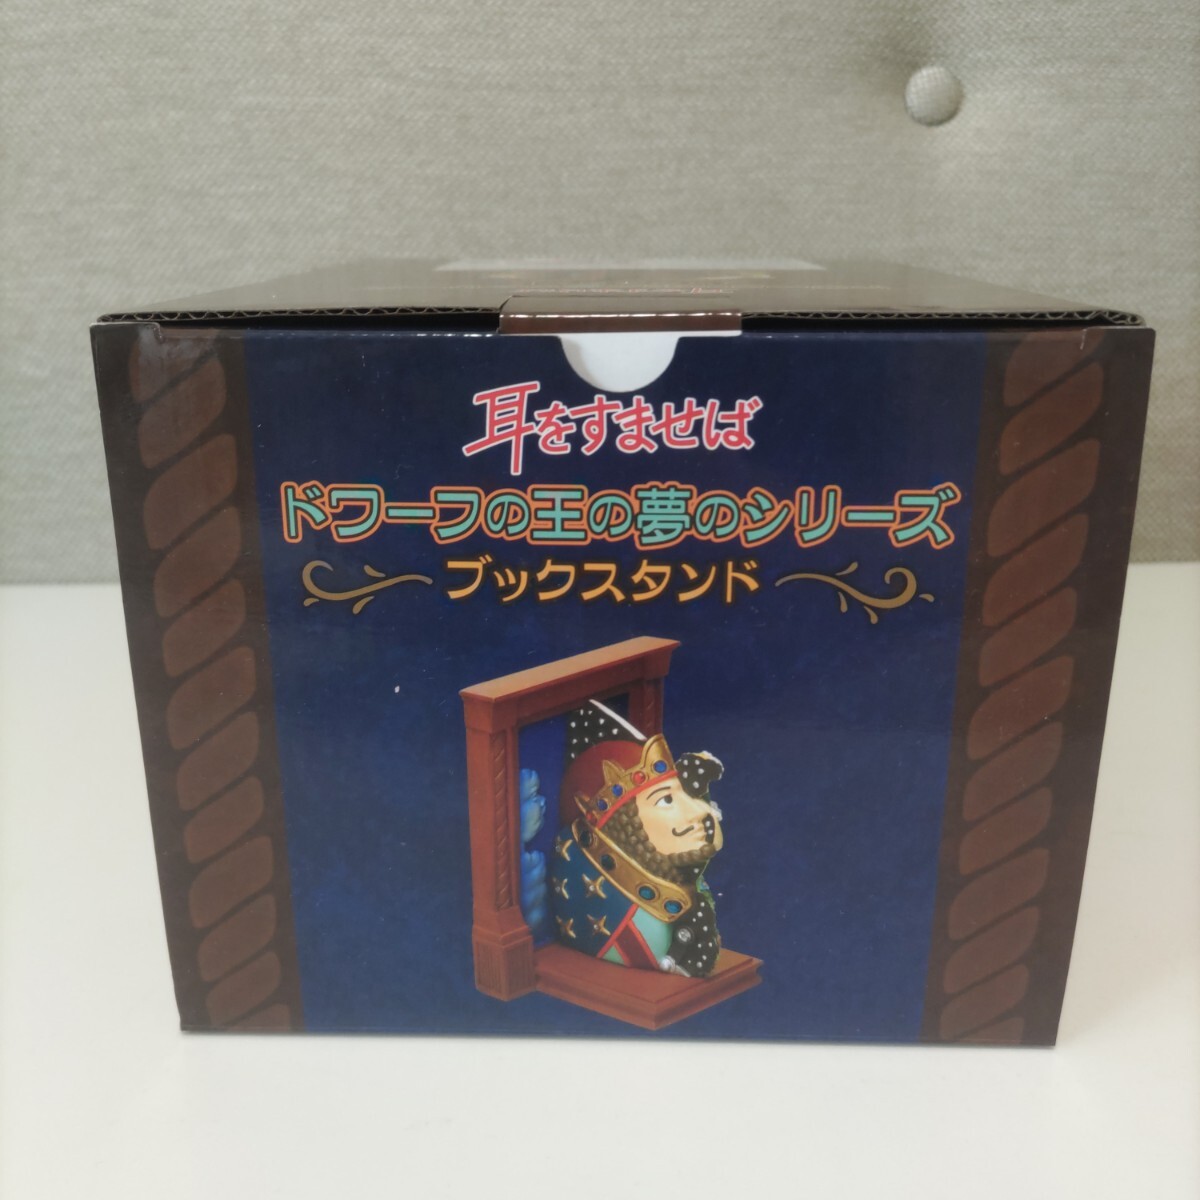 耳をすませば
ドワーフの王の夢のシリーズ
ブックスタンド